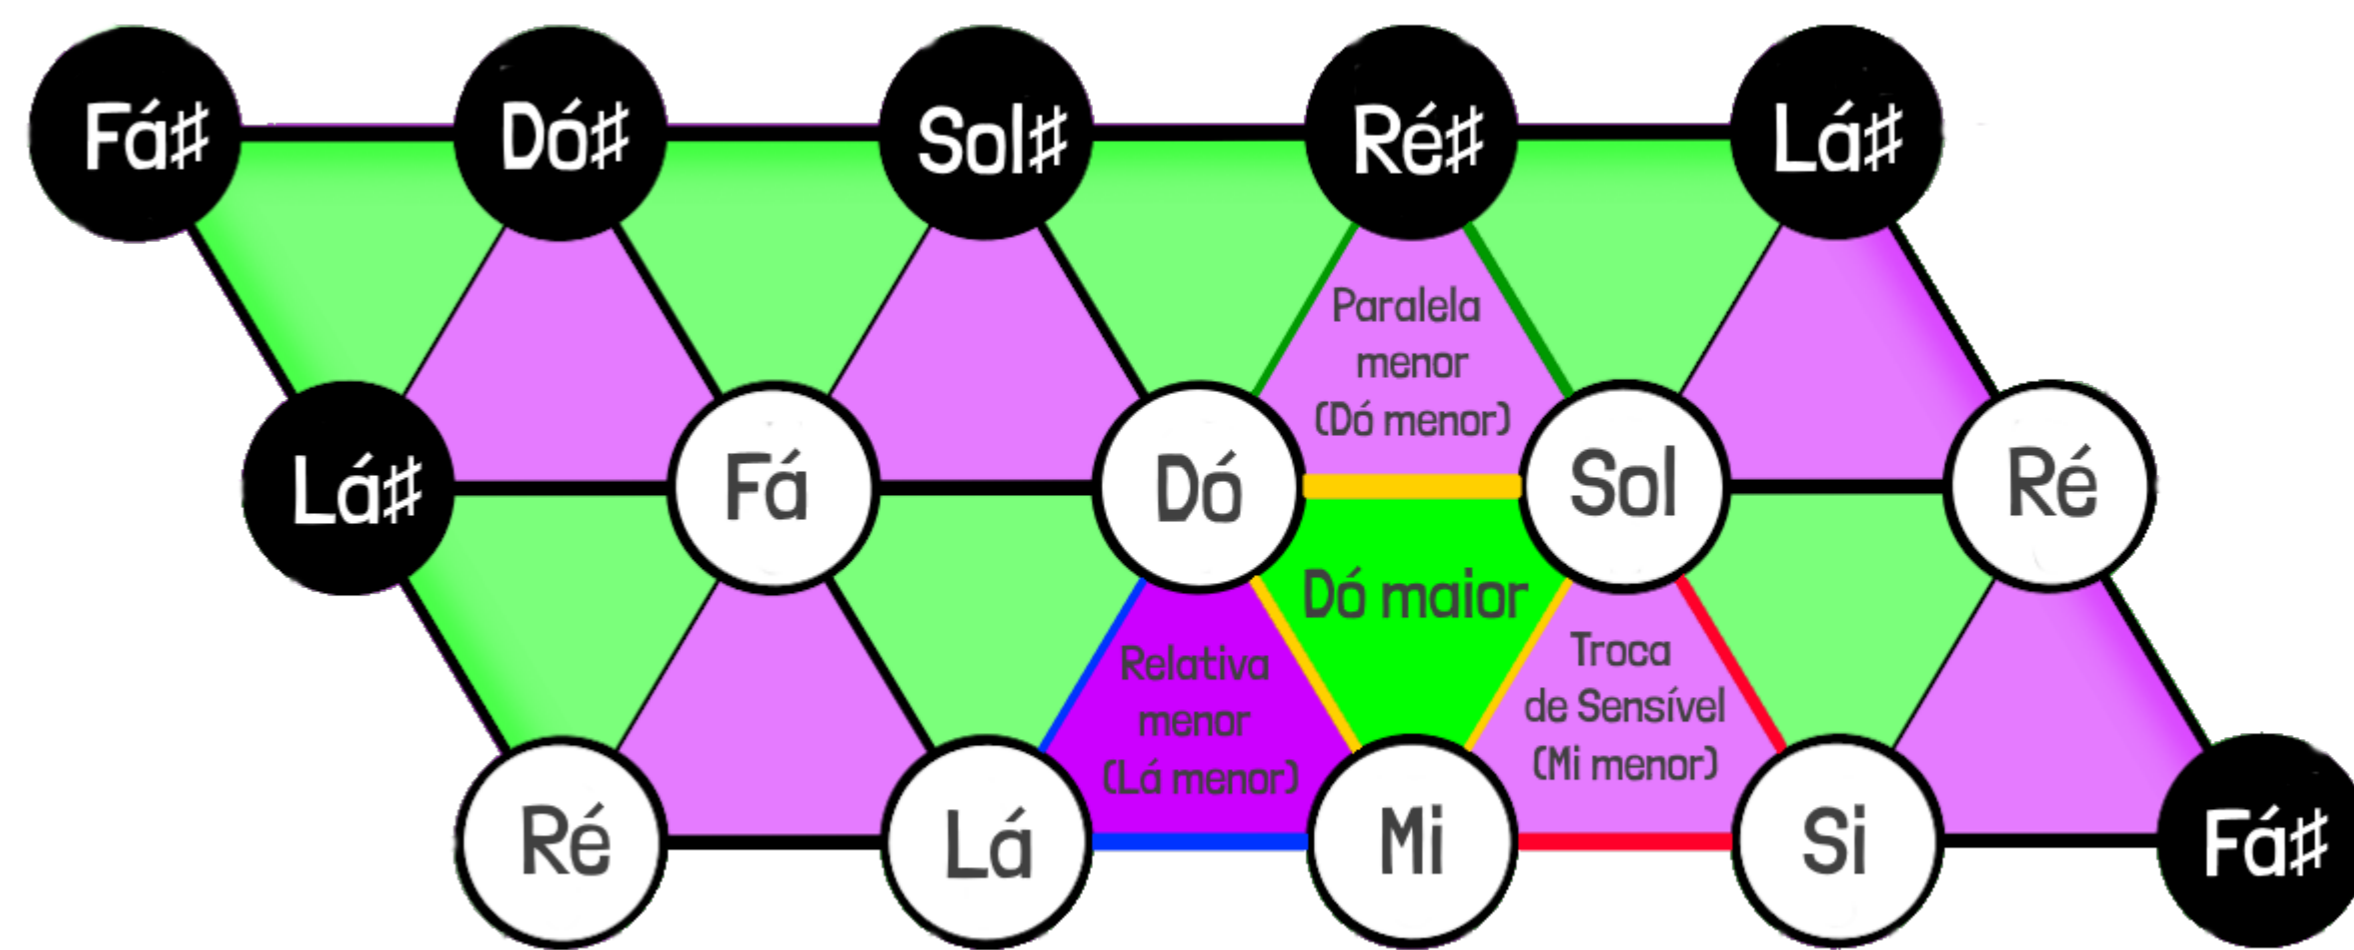 Fá♯ Dó♯ Sol♯ Ré♯ Lá♯
Paralela
menor
(Dó menor)
Lá♯ Fá Dó Sol Ré
Dó maior
Relativa
menor
(Lá menor)
Troca
de Sensível
(Mi menor)
Ré Lá Mi Si Fá♯